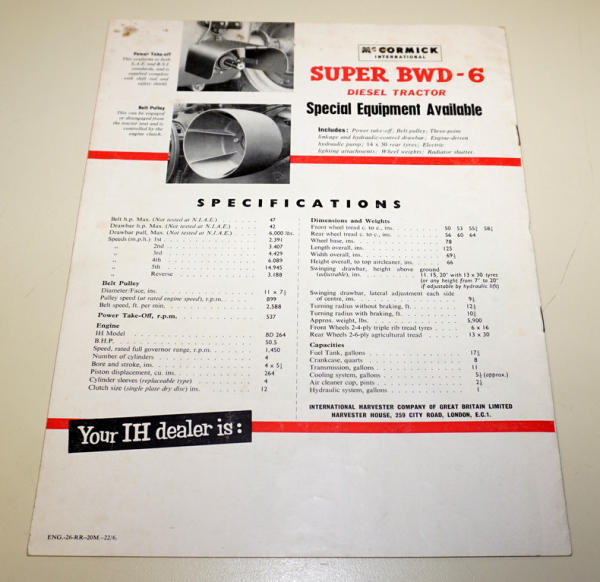 Power Take-off
This conforms to both
S.A.E. and B.S.I.
standards, and is
supplied complete
with shift rod and
safety shield.
Belt Pulley
This can be engaged
or disengaged from
the tractor seat and is
controlled by the
engine clutch.
McCORMICK
INTERNATIONAL
SUPER BWD-6
DIESEL TRACTOR
Special Equipment Available
Includes: Power take-off; Belt pulley; Three-point
linkage and hydraulic-control drawbar; Engine-driven
hydraulic pump; 14 x 30 rear tyres; Electric
lighting attachments; Wheel weights; Radiator shutter.
SPECIFICATIONS
Belt h.p. Max. (Not tested at N.I.A.E.) 47
Drawbar h.p. Max. (Not tested at N.I.A.E.) 42
Drawbar pull, Max. (Not tested at N.I.A.E.) 6,000 lbs.
Speeds (m.p.h.) 1st 2.391
„ 2nd 3.407
„ 3rd 4.429
„ 4th 6.089
„ 5th 14.945
„ Reverse 3.188
Belt Pulley
Diameter/Face, ins. 11 x 7½
Pulley speed (at rated engine speed), r.p.m. 899
Belt speed, ft. per min. 2,588
Power Take-Off, r.p.m. 537
Engine
IH Model BD 264
B.H.P. 50.5
Speed, rated full governor range, r.p.m. 1,450
Number of cylinders 4
Bore and stroke, ins. 4 x 5¼
Piston displacement, cu. ins. 264
Cylinder sleeves (replaceable type) 4
Clutch size (single plate dry disc) ins. 12
Dimensions and Weights
Front wheel tread c. to c., ins. 50 53 55¼ 58¼
Rear wheel tread c. to c., ins. 56 60 64
Wheel base, ins. 78
Length overall, ins. 125
Width overall, ins. 69½
Height overall, to top aircleaner, ins. 66
Swinging drawbar, height above ground
(adjustable), ins. 11, 15, 20" with 13 x 30 tyres
(or any height from 7" to 20"
if adjustable by hydraulic lift)
Swinging drawbar, lateral adjustment each side
of centre, ins. 9½
Turning radius without braking, ft. 12½
Turning radius with braking, ft.
Approx. weight, lbs. 5,900
Front Wheels 2-4-ply triple rib tread tyres 6 x 16
Rear Wheels 2-6-ply agricultural tread 13 x 30
Capacities
Fuel Tank, gallons 17½
Crankcase, quarts 8
Transmission, gallons 11
Cooling system, gallons 5½ (approx.)
Air cleaner cup, pints
Hydraulic system, gallons 1
INTERNATIONAL HARVESTER COMPANY OF GREAT BRITAIN LIMITED
HARVESTER HOUSE, 259 CITY ROAD, LONDON, E.C.1.
Your IH dealer is:
ENG.-26-RR-20M.-22/6.